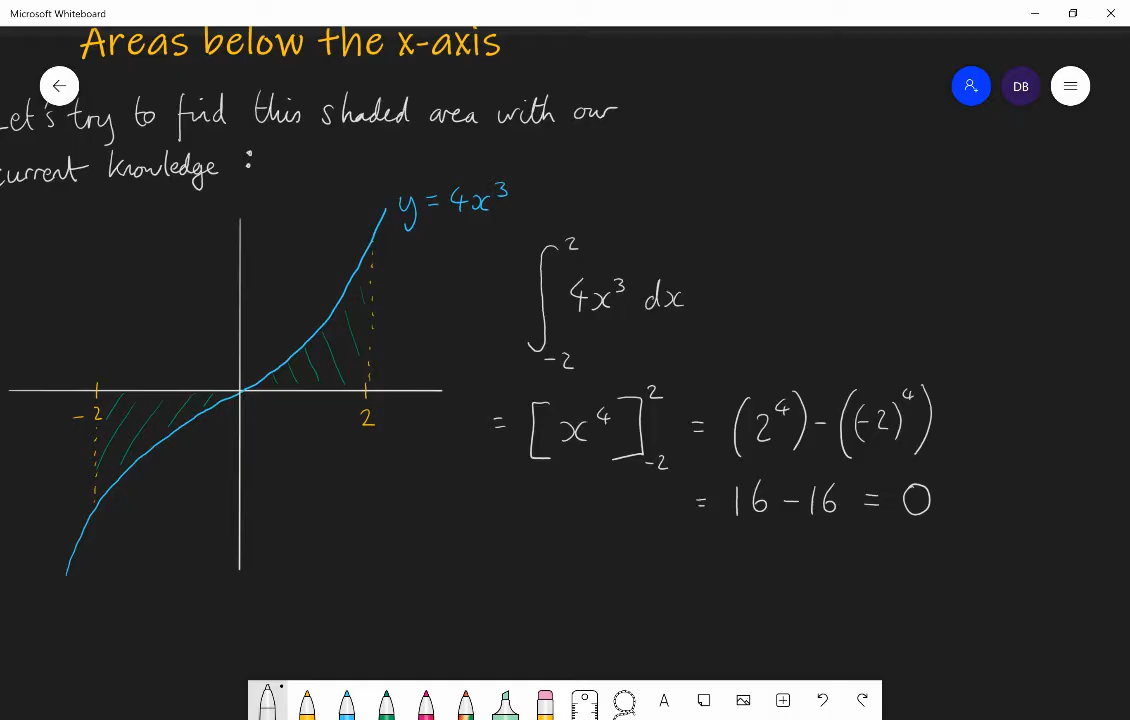 Microsoft Whiteboard
Areas below the x-axis
DB
Let's try to find this shaded area with our
current knowledge :
y = 4x³
-2
2
∫₋₂² 4x³ dx
= [x⁴]₋₂² = (2⁴) - ((-2)⁴)
= 16 - 16 = 0
A